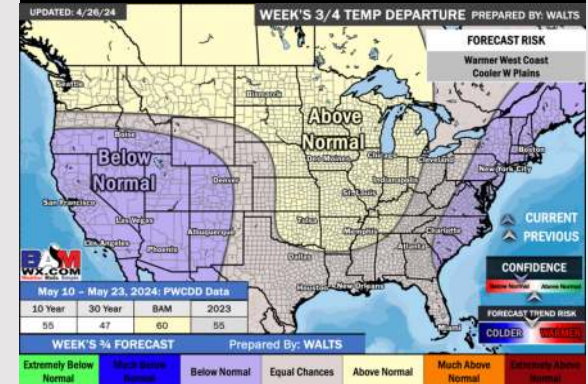 UPDATED: 4/26/24
WEEK'S 3/4 TEMP DEPARTURE PREPARED BY: WALTS
FORECAST RISK
Warmer West Coast
Cooler W Plains
Seattle
Bismarck
Above
Normal
Boise
Below
Normal
Des Moines
Chicago
Cleveland
Boston
New York City
Denver
Indianapolis
St. Louis
San Francisco
Las Vegas
Los Angeles
Phoenix
Albuquerque
Tulsa
Memphis
Charlotte
Atlanta
Dallas
Houston
New Orleans
Miami
CURRENT
PREVIOUS
CONFIDENCE
Below Normal Above Normal
FORECAST TREND RISK
COLDER WARMER
BAM
WX.COM
May 10 – May 23, 2024: PWCDD Data
10 Year 30 Year BAM 2023
55 47 60 55
WEEK'S ¾ FORECAST Prepared By: WALTS
Extremely Below Normal
Much Below Normal
Below Normal
Equal Chances
Above Normal
Much Above Normal
Extremely Above Normal